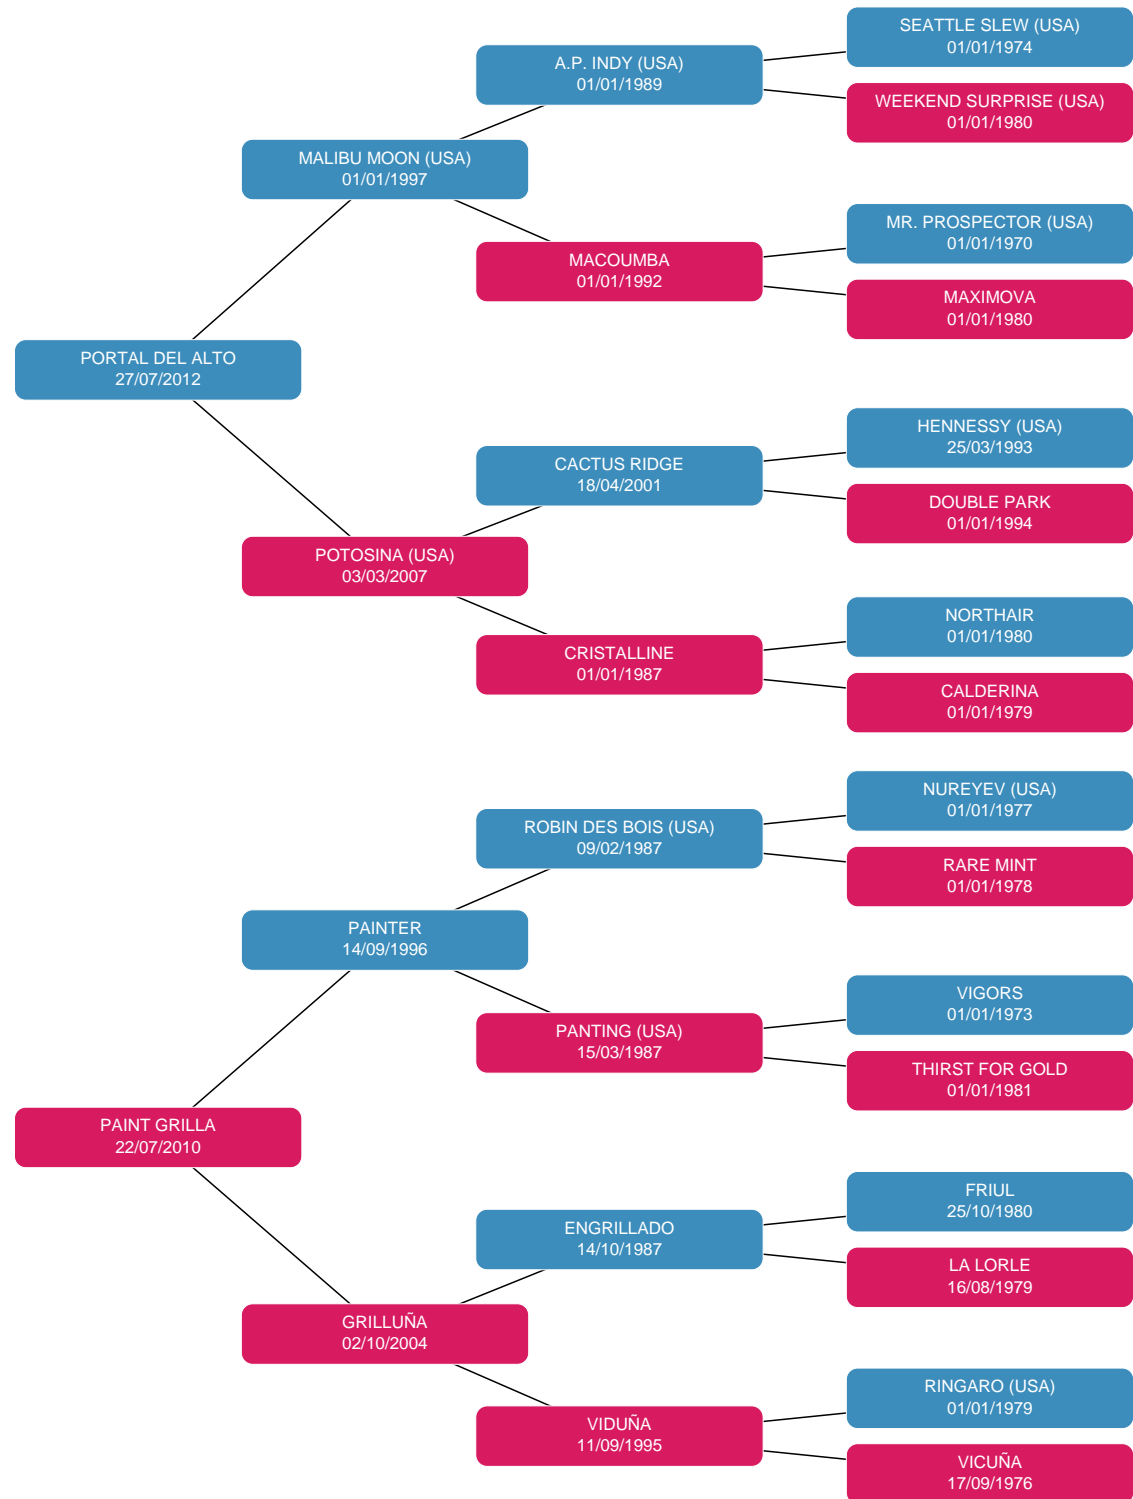 SEATTLE SLEW (USA)
01/01/1974
A.P. INDY (USA)
01/01/1989
WEEKEND SURPRISE (USA)
01/01/1980
MALIBU MOON (USA)
01/01/1997
MR. PROSPECTOR (USA)
01/01/1970
MACOUMBA
01/01/1992
MAXIMOVA
01/01/1980
PORTAL DEL ALTO
27/07/2012
HENNESSY (USA)
25/03/1993
CACTUS RIDGE
18/04/2001
DOUBLE PARK
01/01/1994
POTOSINA (USA)
03/03/2007
NORTHAIR
01/01/1980
CRISTALLINE
01/01/1987
CALDERINA
01/01/1979
NUREYEV (USA)
01/01/1977
ROBIN DES BOIS (USA)
09/02/1987
RARE MINT
01/01/1978
PAINTER
14/09/1996
VIGORS
01/01/1973
PANTING (USA)
15/03/1987
THIRST FOR GOLD
01/01/1981
PAINT GRILLA
22/07/2010
FRIUL
25/10/1980
ENGRILLADO
14/10/1987
LA LORLE
16/08/1979
GRILLUÑA
02/10/2004
RINGARO (USA)
01/01/1979
VIDUÑA
11/09/1995
VICUÑA
17/09/1976